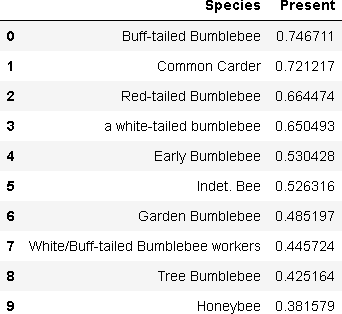 Species Present
0 Buff-tailed Bumblebee 0.746711
1 Common Carder 0.721217
2 Red-tailed Bumblebee 0.664474
3 a white-tailed bumblebee 0.650493
4 Early Bumblebee 0.530428
5 Indet. Bee 0.526316
6 Garden Bumblebee 0.485197
7 White/Buff-tailed Bumblebee workers 0.445724
8 Tree Bumblebee 0.425164
9 Honeybee 0.381579